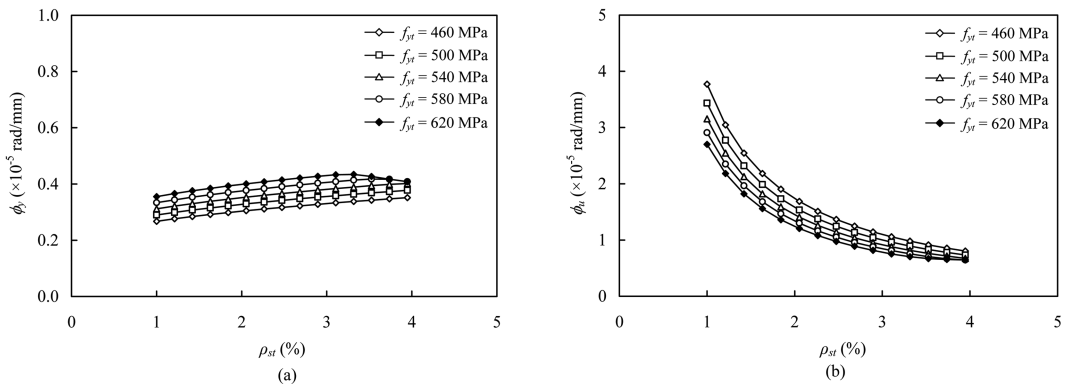 1.0
0.8
0.6
0.4
0.2
0.0
0 1 2 3 4 5
ϕy (×10-5 rad/mm)
ρst (%)
fyt = 460 MPa
fyt = 500 MPa
fyt = 540 MPa
fyt = 580 MPa
fyt = 620 MPa
(a)
5
4
3
2
1
0
0 1 2 3 4 5
ϕu (×10-5 rad/mm)
ρst (%)
fyt = 460 MPa
fyt = 500 MPa
fyt = 540 MPa
fyt = 580 MPa
fyt = 620 MPa
(b)